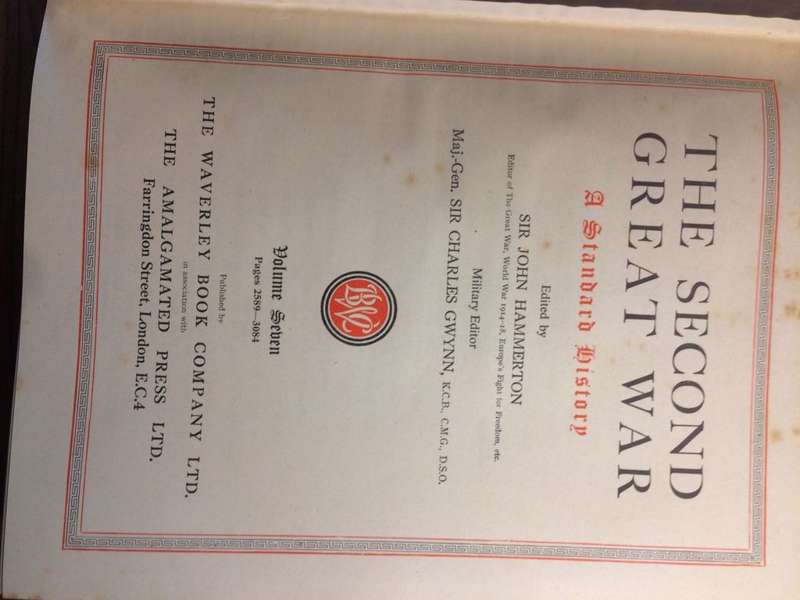 THE SECOND
GREAT WAR
A Standard History
Edited by
SIR JOHN HAMMERTON
Editor of The Great War, World War 1914-18, Europe's Fight for Freedom, etc.
Military Editor
Maj.-Gen. SIR CHARLES GWYNN, K.C.B., C.M.G., D.S.O.
WBC
Volume Seven
Pages 2589—3084
Published by
THE WAVERLEY BOOK COMPANY LTD.
in association with
THE AMALGAMATED PRESS LTD.
Farringdon Street, London, E.C.4